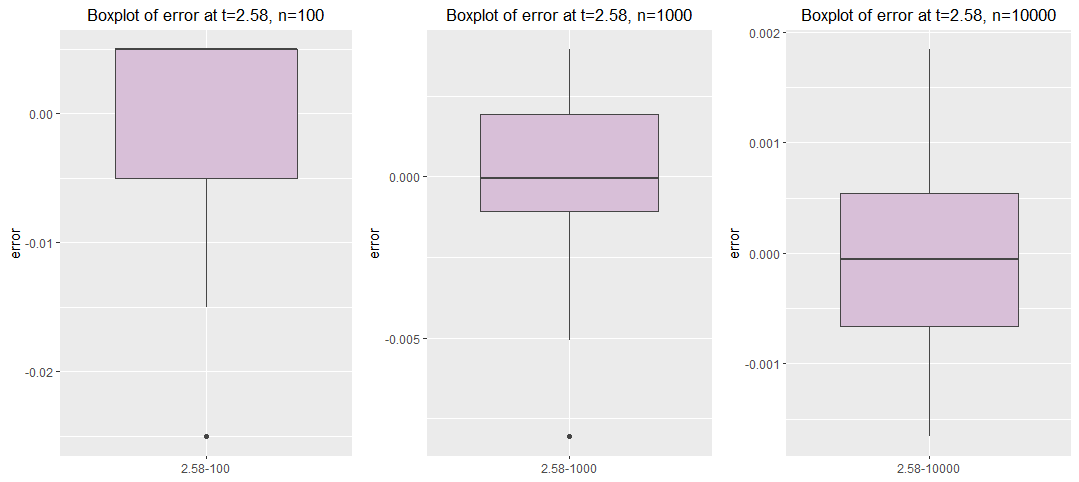 Boxplot of error at t=2.58, n=100
0.00
-0.01
-0.02
error
2.58-100
Boxplot of error at t=2.58, n=1000
0.000
-0.005
error
2.58-1000
Boxplot of error at t=2.58, n=10000
0.002
0.001
0.000
-0.001
error
2.58-10000